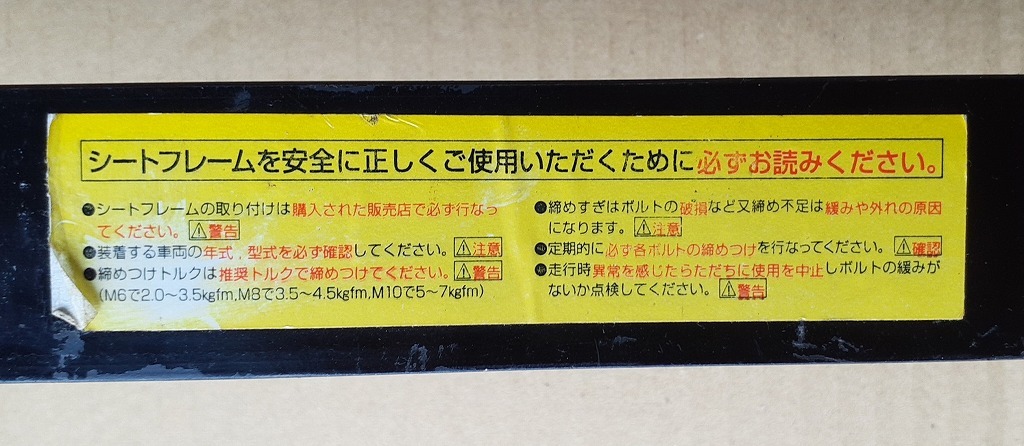 シートフレームを安全に正しくご使用いただくために必ずお読みください。
●シートフレームの取り付けは購入された販売店で必ず行なっ
てください。⚠警告
●装着する車両の年式,型式を必ず確認してください。⚠注意
●締めつけトルクは推奨トルクで締めつけてください。⚠警告
(M6で2.0〜3.5kgfm,M8で3.5〜4.5kgfm,M10で5〜7kgfm)
●締めすぎはボルトの破損など又締め不足は緩みや外れの原因
になります。⚠注意
●定期的に必ず各ボルトの締めつけを行なってください。⚠確認
●走行時異常を感じたらただちに使用を中止しボルトの緩みが
ないか点検してください。⚠警告